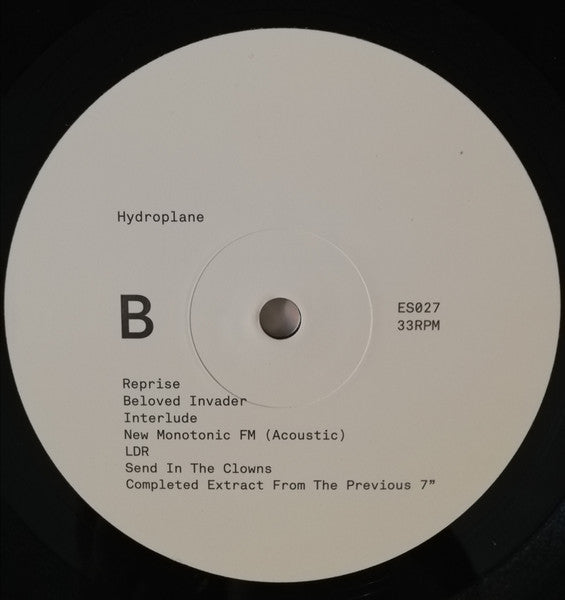 Hydroplane
B
ES027
33RPM
Reprise
Beloved Invader
Interlude
New Monotonic FM (Acoustic)
LDR
Send In The Clowns
Completed Extract From The Previous 7”